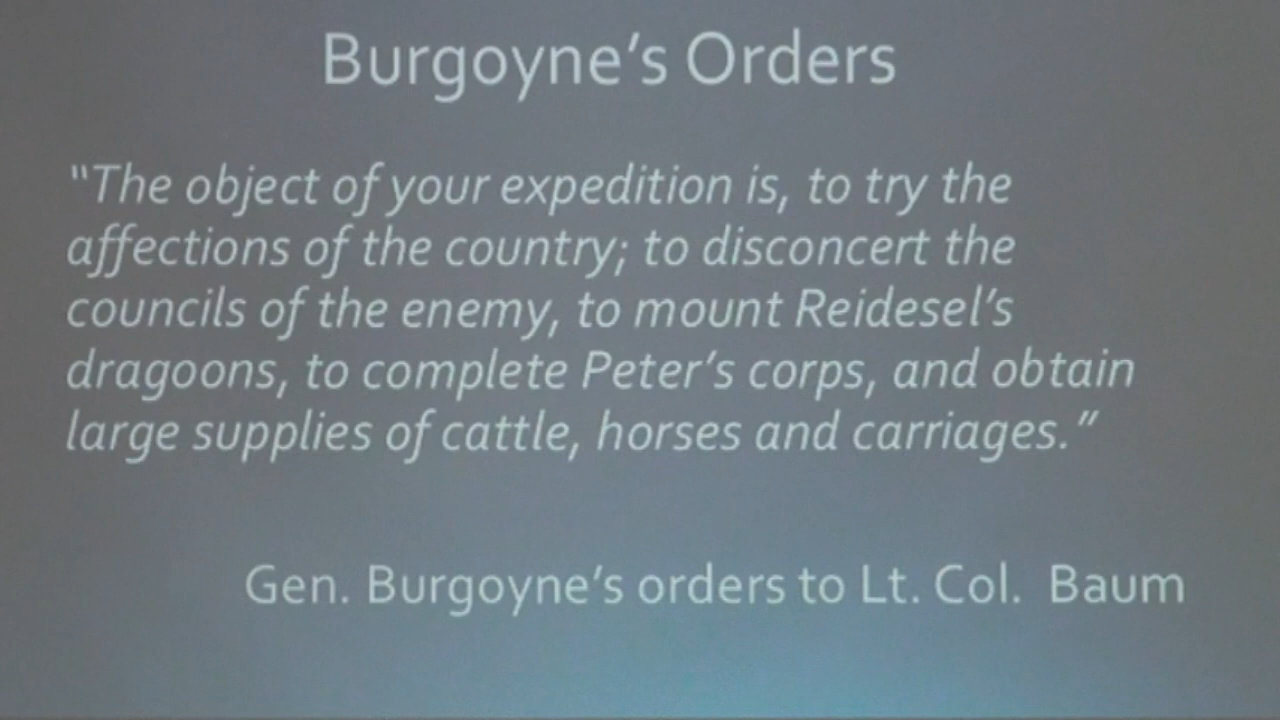 Burgoyne’s Orders
“The object of your expedition is, to try the
affections of the country; to disconcert the
councils of the enemy, to mount Reidesel’s
dragoons, to complete Peter’s corps, and obtain
large supplies of cattle, horses and carriages.”
Gen. Burgoyne’s orders to Lt. Col.  Baum